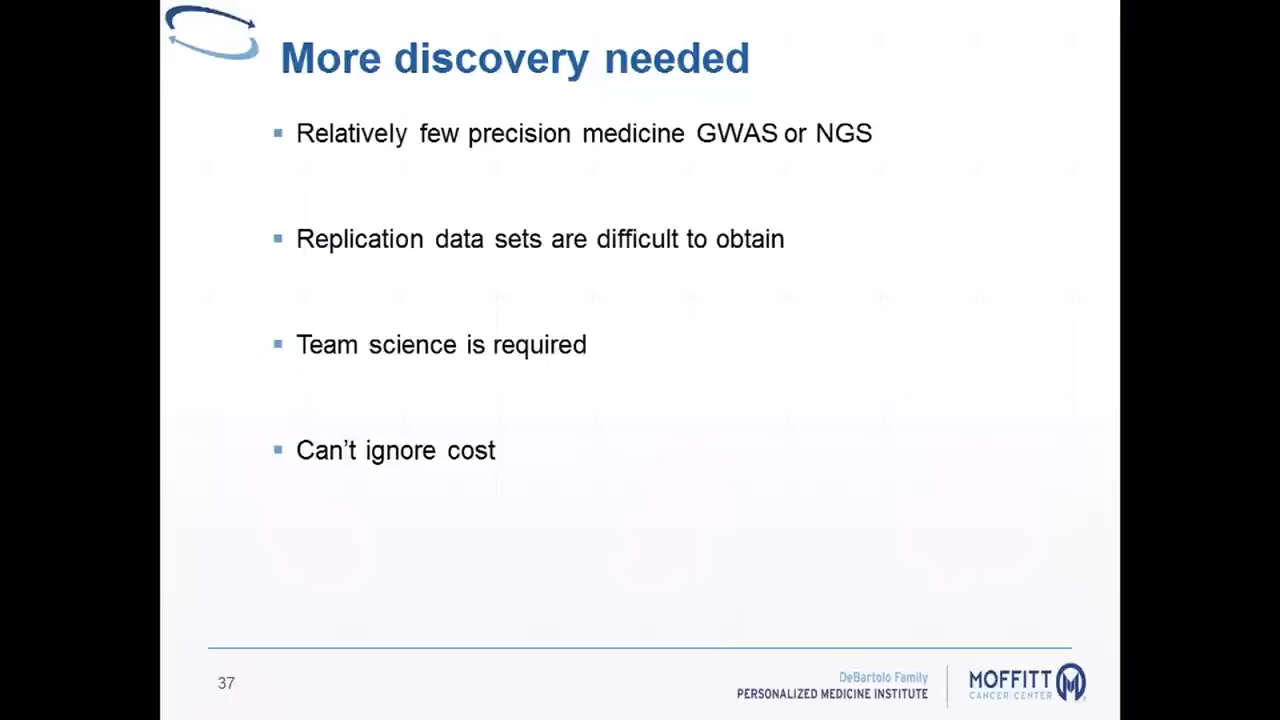 More discovery needed
Relatively few precision medicine GWAS or NGS
Replication data sets are difficult to obtain
Team science is required
Can't ignore cost
37
DeBartolo Family
PERSONALIZED MEDICINE INSTITUTE
MOFFITT
CANCER CENTER